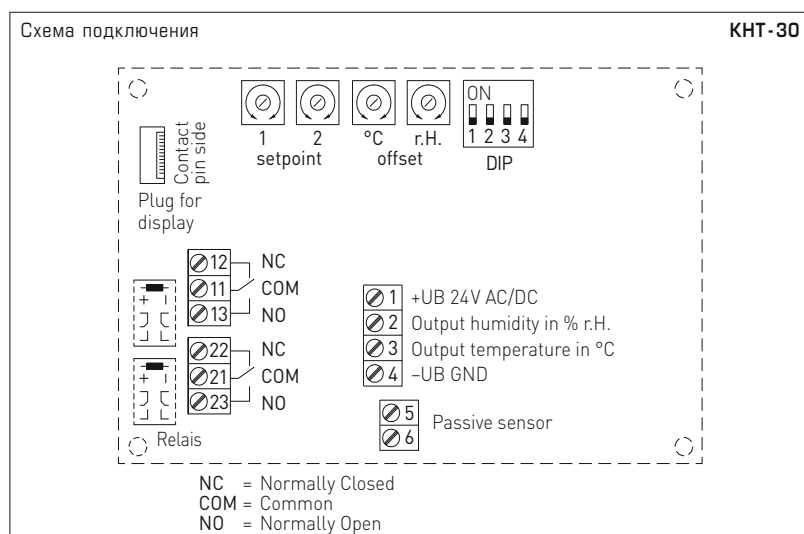 Схема подключения KHT-30
ON
1 2 °C r.H. 1 2 3 4
setpoint offset DIP
Contact
pin side
Plug for
display
12 NC
11 COM
13 NO
+
22 NC
21 COM
23 NO
+
Relais
1 +UB 24V AC/DC
2 Output humidity in % r.H.
3 Output temperature in °C
4 –UB GND
5 Passive sensor
6
NC = Normally Closed
COM = Common
NO = Normally Open